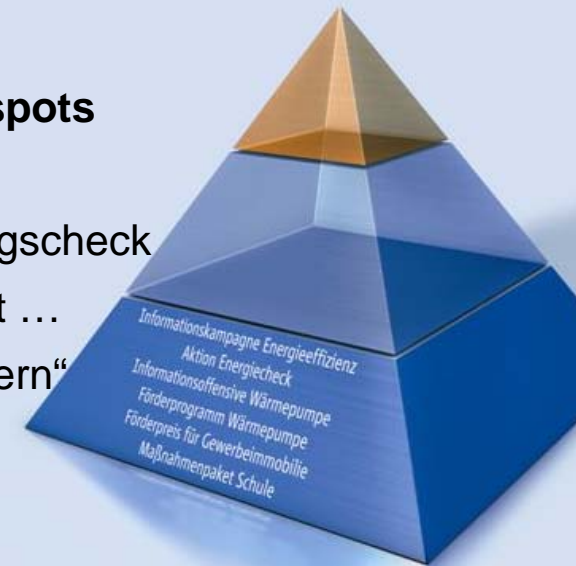 spots
gscheck
t …
ern“
Informationskampagne Energieeffizienz
Aktion Energiecheck
Informationsoffensive Wärmepumpe
Förderprogramm Wärmepumpe
Förderpreis für Gewerbeimmobilie
Maßnahmenpaket Schule